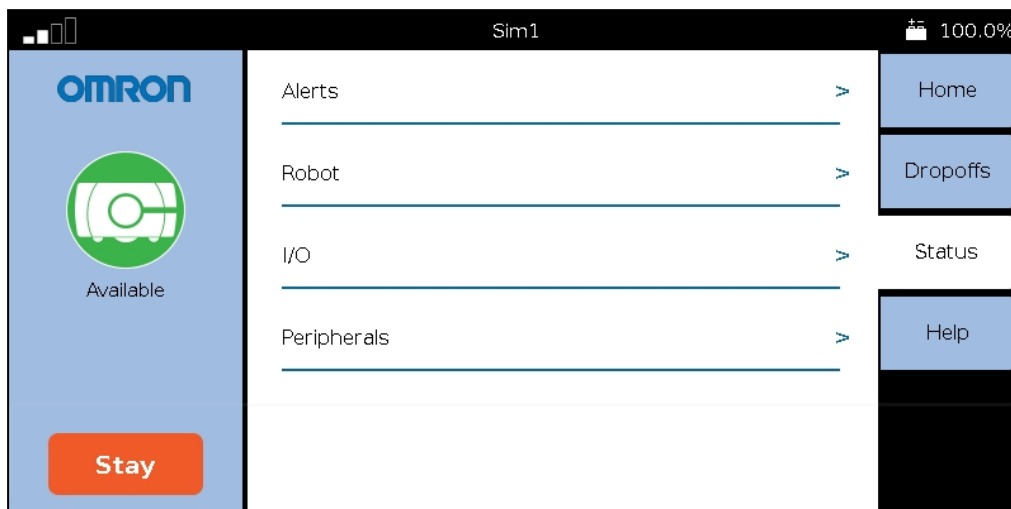 Sim1
100.0%
OMRON
Available
Stay
Alerts >
Robot >
I/O >
Peripherals >
Home
Dropoffs
Status
Help